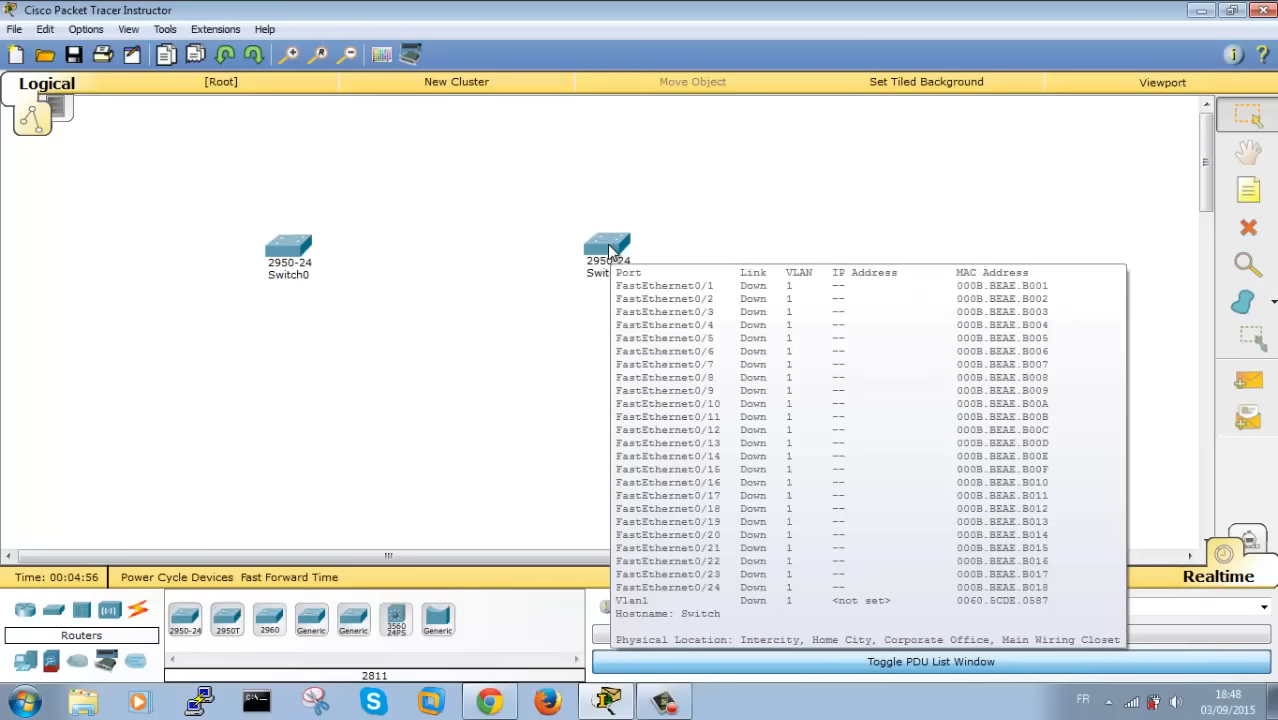 Cisco Packet Tracer Instructor
File Edit Options View Tools Extensions Help
Logical [Root] New Cluster Move Object Set Tiled Background Viewport
2950-24
Switch0
2950-24
Swit
Port Link VLAN IP Address MAC Address
FastEthernet0/1 Down 1 -- 000B.BEAE.B001
FastEthernet0/2 Down 1 -- 000B.BEAE.B002
FastEthernet0/3 Down 1 -- 000B.BEAE.B003
FastEthernet0/4 Down 1 -- 000B.BEAE.B004
FastEthernet0/5 Down 1 -- 000B.BEAE.B005
FastEthernet0/6 Down 1 -- 000B.BEAE.B006
FastEthernet0/7 Down 1 -- 000B.BEAE.B007
FastEthernet0/8 Down 1 -- 000B.BEAE.B008
FastEthernet0/9 Down 1 -- 000B.BEAE.B009
FastEthernet0/10 Down 1 -- 000B.BEAE.B00A
FastEthernet0/11 Down 1 -- 000B.BEAE.B00B
FastEthernet0/12 Down 1 -- 000B.BEAE.B00C
FastEthernet0/13 Down 1 -- 000B.BEAE.B00D
FastEthernet0/14 Down 1 -- 000B.BEAE.B00E
FastEthernet0/15 Down 1 -- 000B.BEAE.B00F
FastEthernet0/16 Down 1 -- 000B.BEAE.B010
FastEthernet0/17 Down 1 -- 000B.BEAE.B011
FastEthernet0/18 Down 1 -- 000B.BEAE.B012
FastEthernet0/19 Down 1 -- 000B.BEAE.B013
FastEthernet0/20 Down 1 -- 000B.BEAE.B014
FastEthernet0/21 Down 1 -- 000B.BEAE.B015
FastEthernet0/22 Down 1 -- 000B.BEAE.B016
FastEthernet0/23 Down 1 -- 000B.BEAE.B017
FastEthernet0/24 Down 1 -- 000B.BEAE.B018
Vlan1 Down 1 <not set> 0060.5CDE.0587
Hostname: Switch
Physical Location: Intercity, Home City, Corporate Office, Main Wiring Closet
Time: 00:04:56 Power Cycle Devices Fast Forward Time
Realtime
2950-24 2950T 2960 Generic Generic 3560 24PS Generic
Routers
2811
Toggle PDU List Window
FR
18:48
03/09/2015